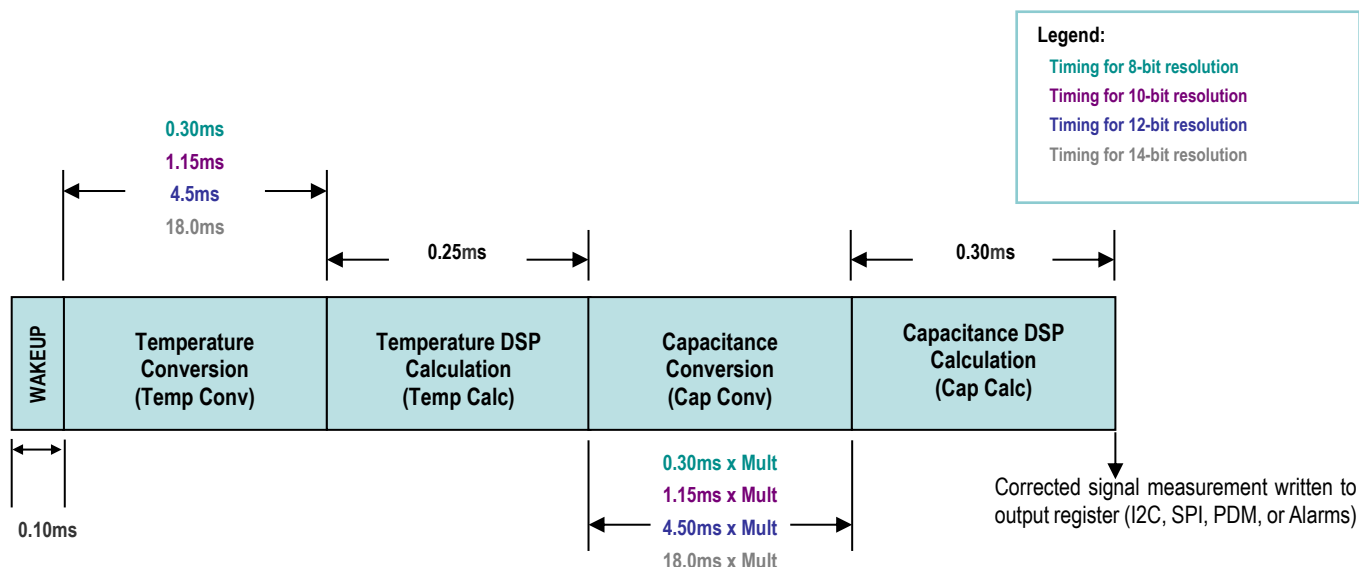 Legend:
Timing for 8-bit resolution
Timing for 10-bit resolution
Timing for 12-bit resolution
Timing for 14-bit resolution
0.30ms
1.15ms
4.5ms
18.0ms
0.25ms
0.30ms
WAKEUP
Temperature
Conversion
(Temp Conv)
Temperature DSP
Calculation
(Temp Calc)
Capacitance
Conversion
(Cap Conv)
Capacitance DSP
Calculation
(Cap Calc)
0.10ms
0.30ms x Mult
1.15ms x Mult
4.50ms x Mult
18.0ms x Mult
Corrected signal measurement written to
output register (I2C, SPI, PDM, or Alarms)